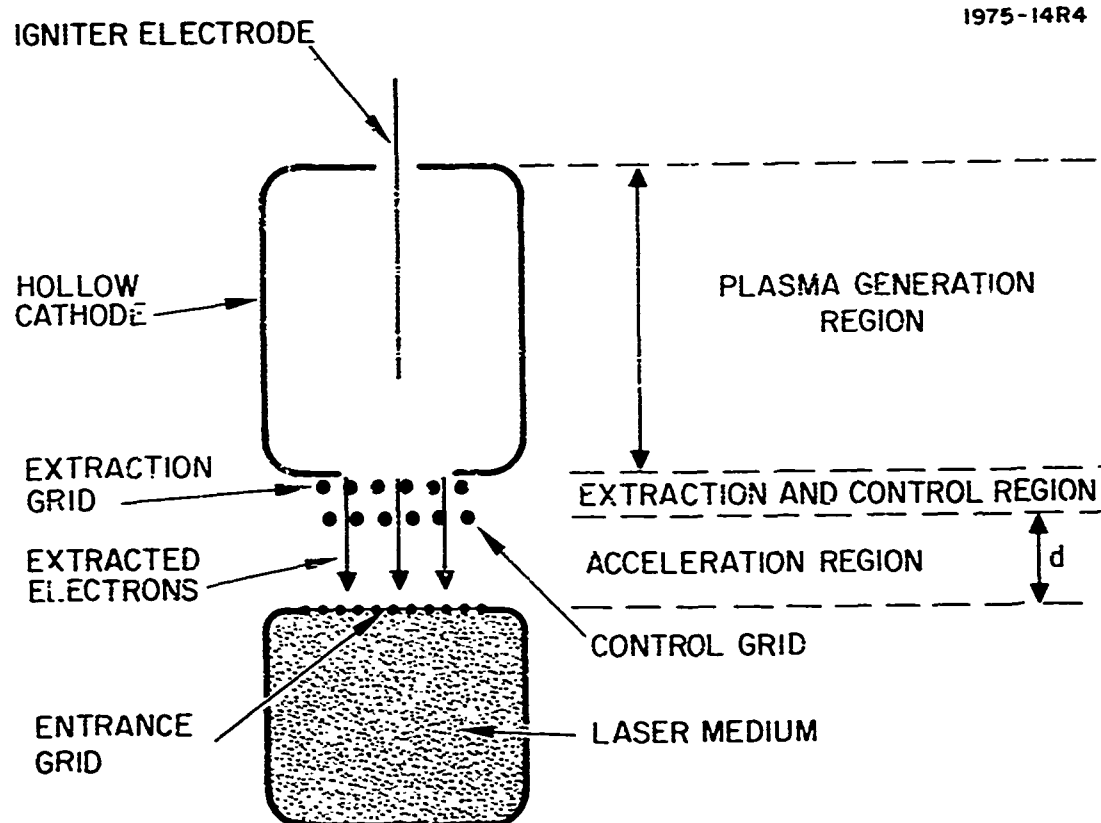 1975-14R4
IGNITER ELECTRODE
HOLLOW
CATHODE
PLASMA GENERATION
REGION
EXTRACTION
GRID
EXTRACTION AND CONTROL REGION
EXTRACTED
ELECTRONS
ACCELERATION REGION
d
CONTROL GRID
ENTRANCE
GRID
LASER MEDIUM